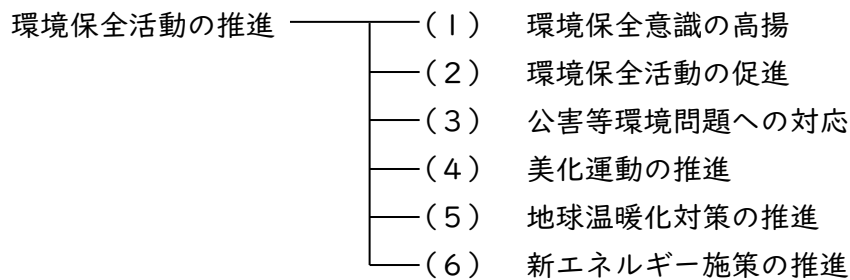 環境保全活動の推進 (1) 環境保全意識の高揚
(2) 環境保全活動の促進
(3) 公害等環境問題への対応
(4) 美化運動の推進
(5) 地球温暖化対策の推進
(6) 新エネルギー施策の推進